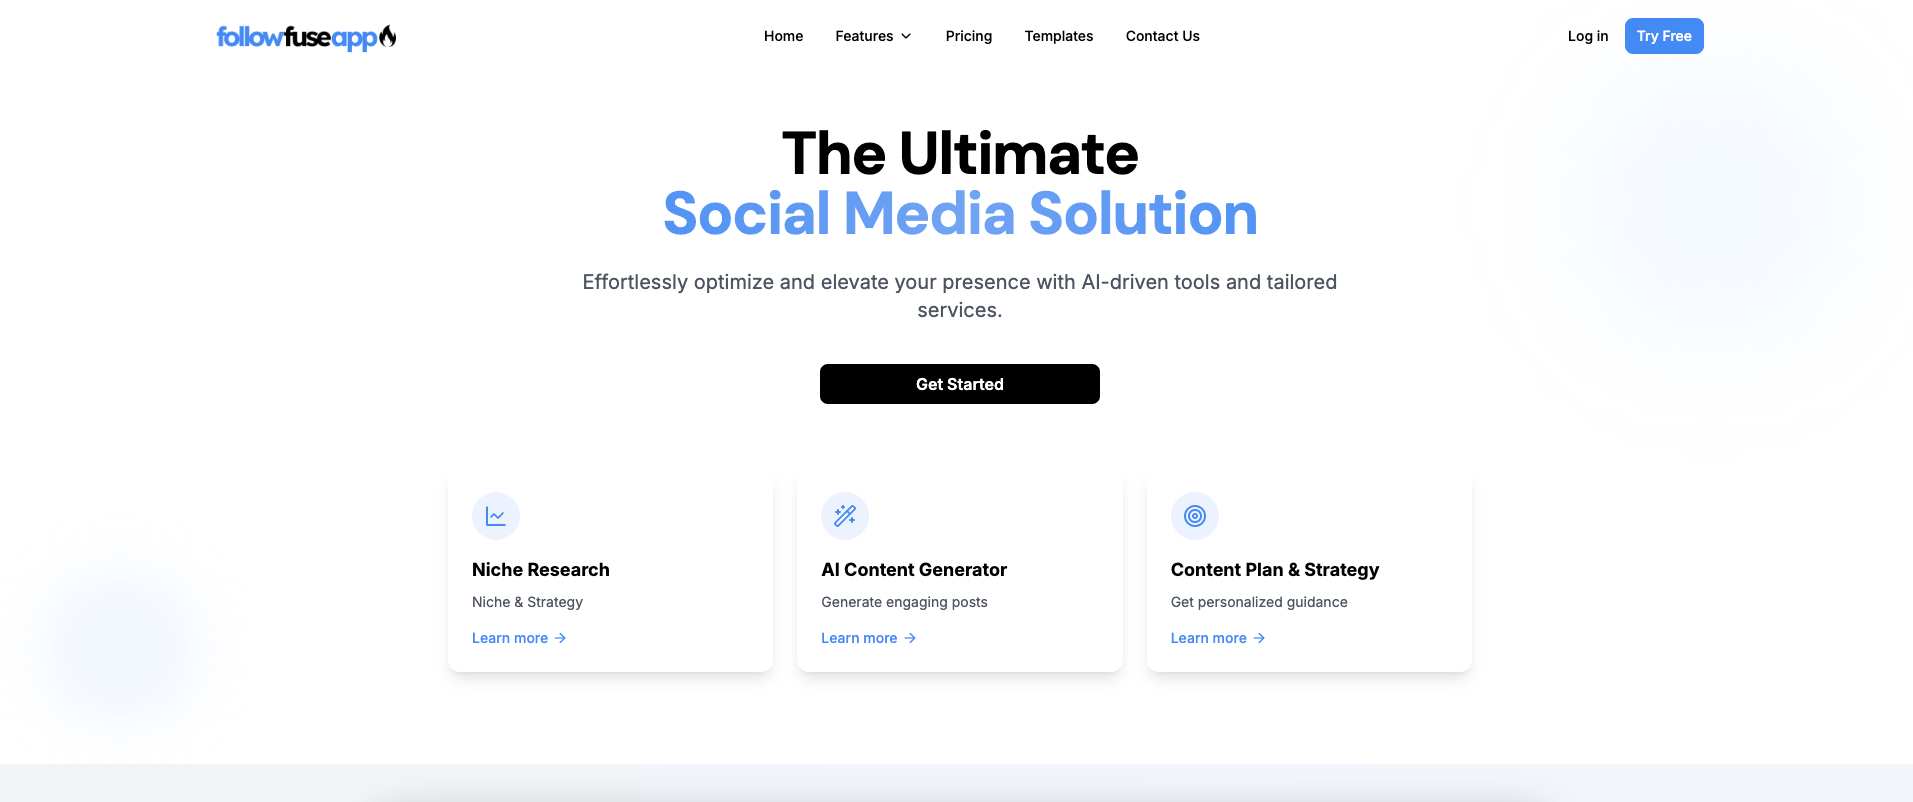 followfuseapp
Home
Features
Pricing
Templates
Contact Us
Log in
Try Free
The Ultimate
Social Media Solution
Effortlessly optimize and elevate your presence with AI-driven tools and tailored
services.
Get Started
Niche Research
Niche & Strategy
Learn more →
AI Content Generator
Generate engaging posts
Learn more →
Content Plan & Strategy
Get personalized guidance
Learn more →